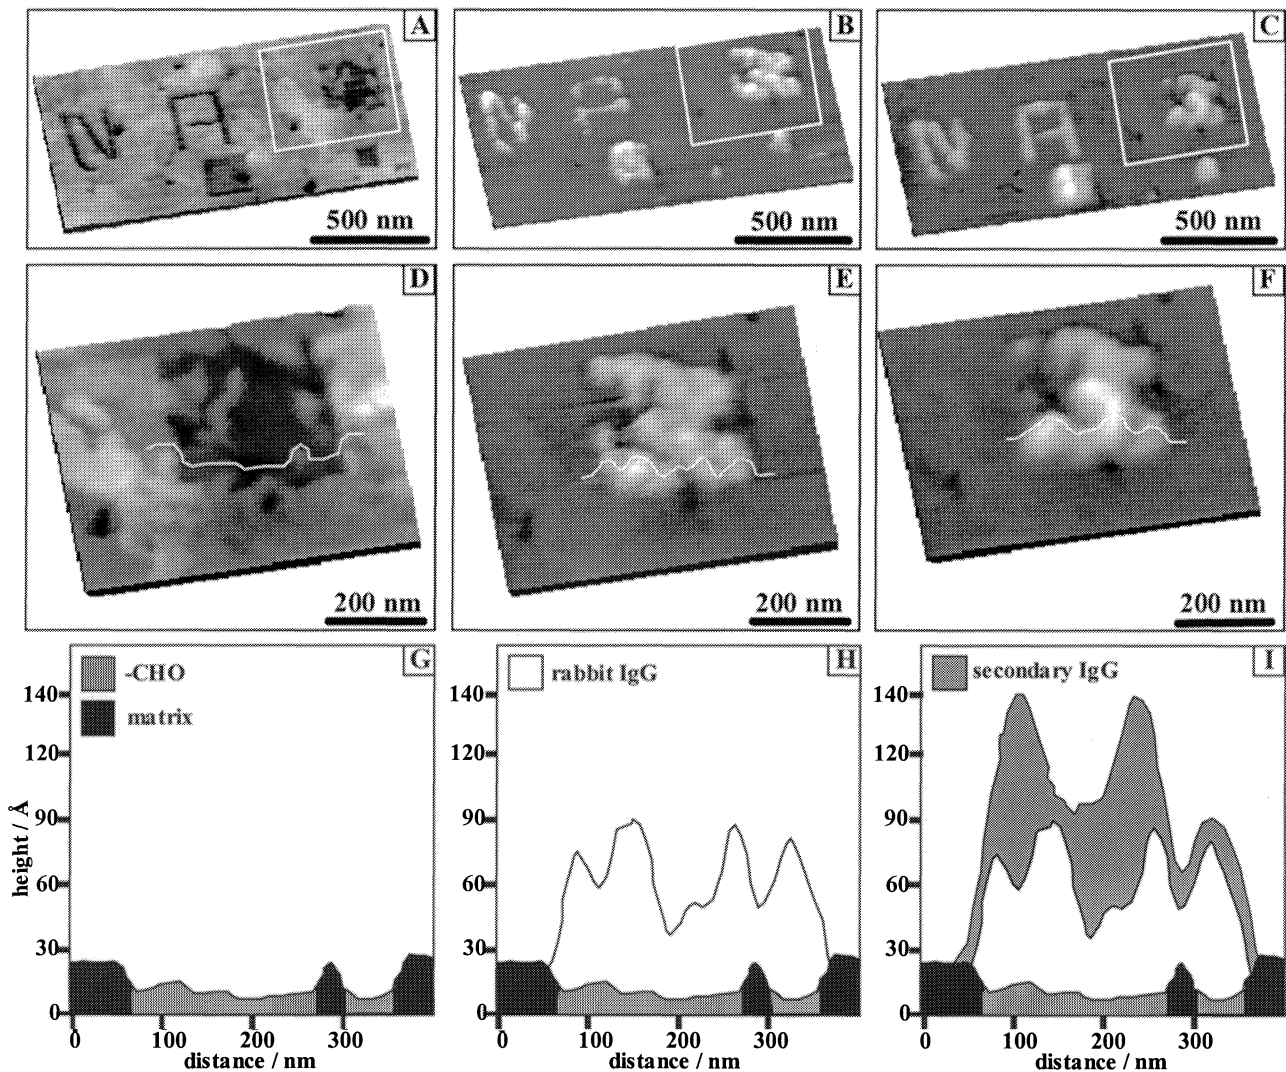 A
500 nm
B
500 nm
C
500 nm
D
200 nm
E
200 nm
F
200 nm
G
-CHO
matrix
140
120
90
60
30
0
height / Å
0 100 200 300
distance / nm
H
rabbit IgG
140
120
90
60
30
0
0 100 200 300
distance / nm
I
secondary IgG
140
120
90
60
30
0
0 100 200 300
distance / nm